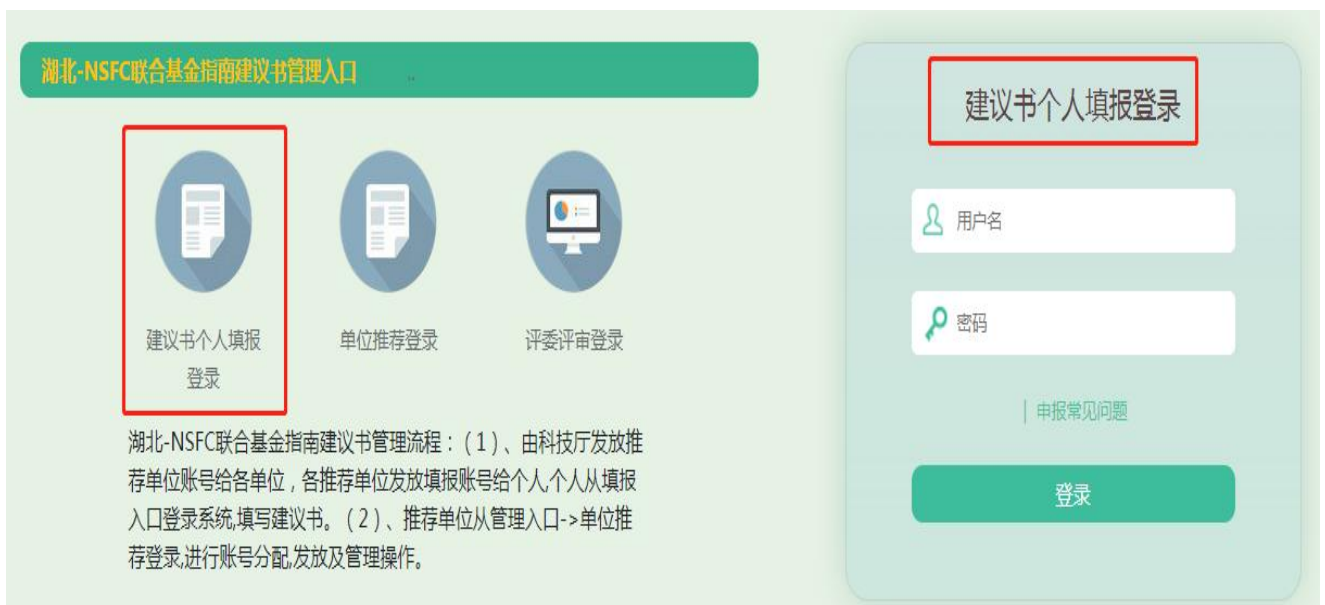 湖北-NSFC联合基金指南建议书管理入口
建议书个人填报
登录
单位推荐登录
评委评审登录
湖北-NSFC联合基金指南建议书管理流程：(1)、由科技厅发放推
荐单位账号给各单位，各推荐单位发放填报账号给个人,个人从填报
入口登录系统,填写建议书。(2)、推荐单位从管理入口->单位推
荐登录,进行账号分配,发放及管理操作。
建议书个人填报登录
用户名
密码
| 申报常见问题
登录